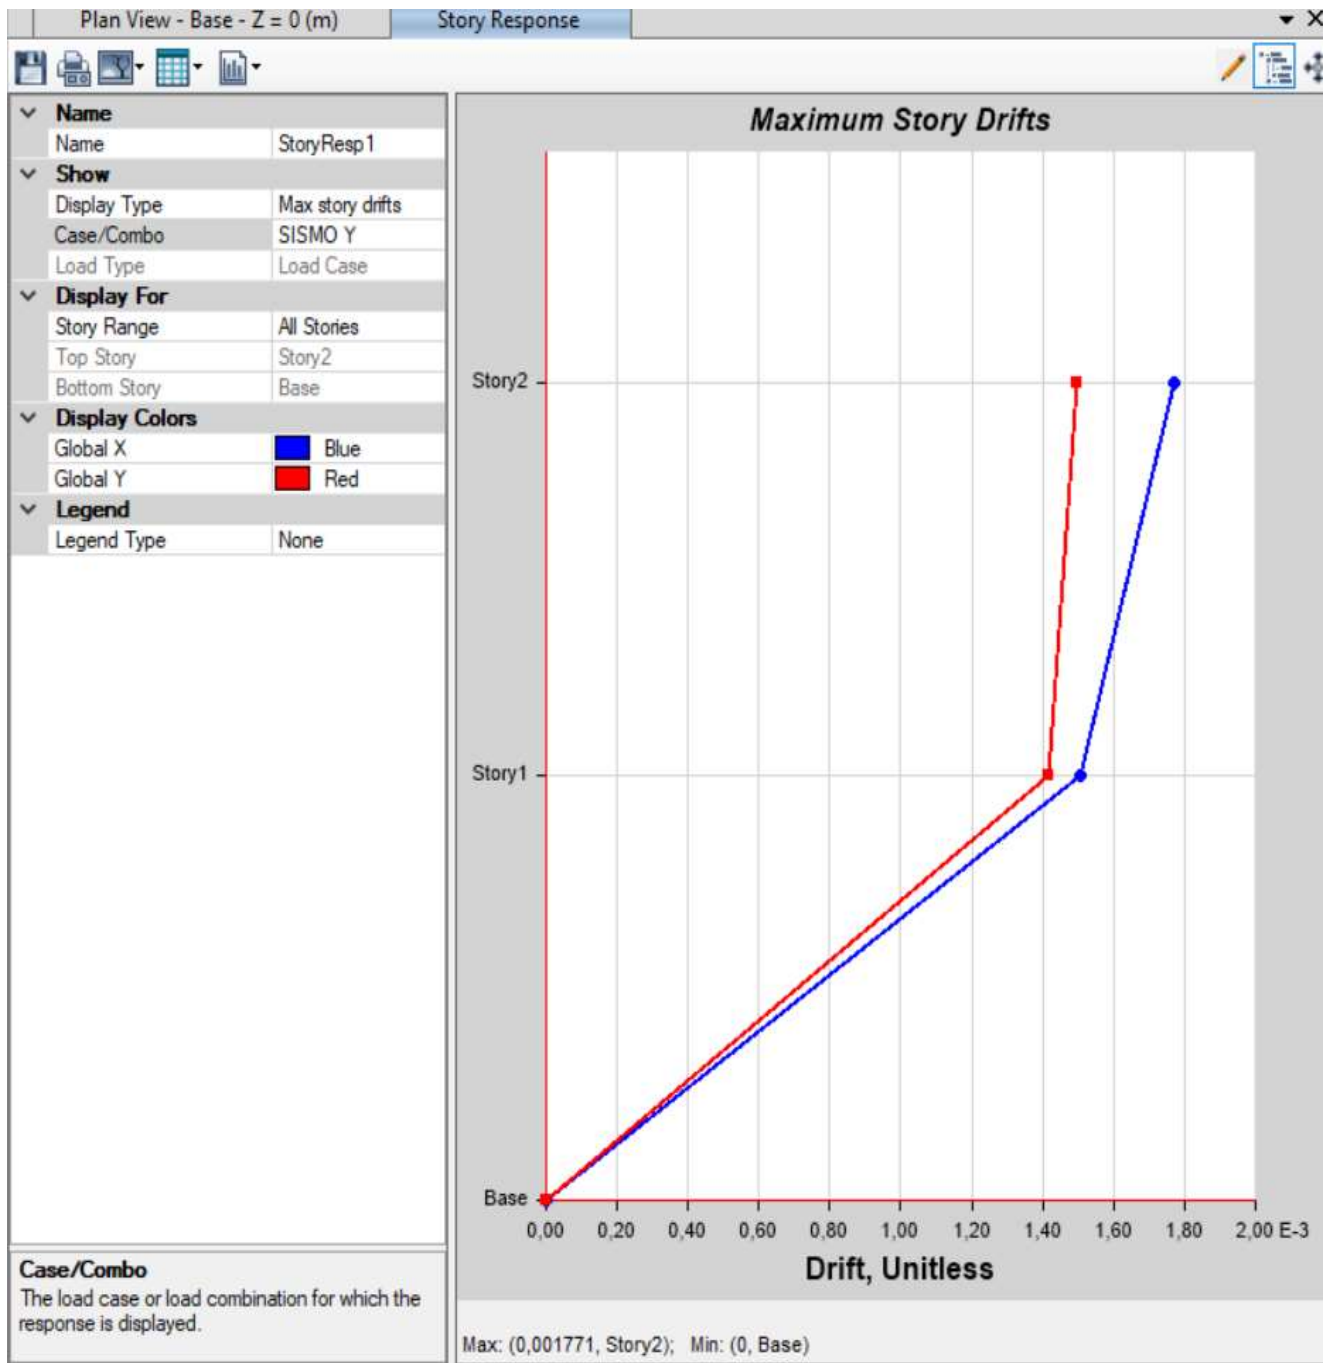 Plan View - Base - Z = 0 (m)
Story Response
Name
Name StoryResp1
Show
Display Type Max story drifts
Case/Combo SISMO Y
Load Type Load Case
Display For
Story Range All Stories
Top Story Story2
Bottom Story Base
Display Colors
Global X Blue
Global Y Red
Legend
Legend Type None
Case/Combo
The load case or load combination for which the
response is displayed.
Maximum Story Drifts
Story2
Story1
Base
0,00 0,20 0,40 0,60 0,80 1,00 1,20 1,40 1,60 1,80 2,00 E-3
Drift, Unitless
Max: (0,001771, Story2); Min: (0, Base)